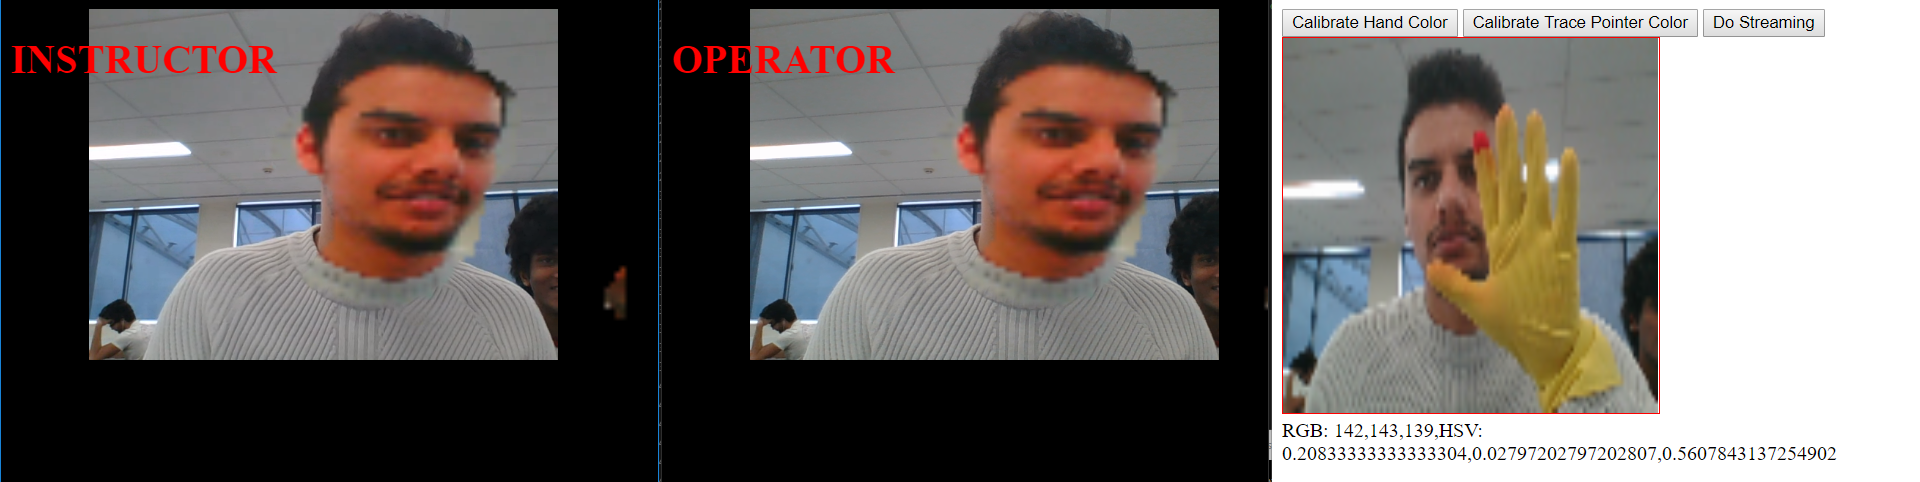 INSTRUCTOR
OPERATOR
Calibrate Hand Color
Calibrate Trace Pointer Color
Do Streaming
RGB: 142,143,139,HSV:
0.20833333333333304,0.02797202797202807,0.5607843137254902